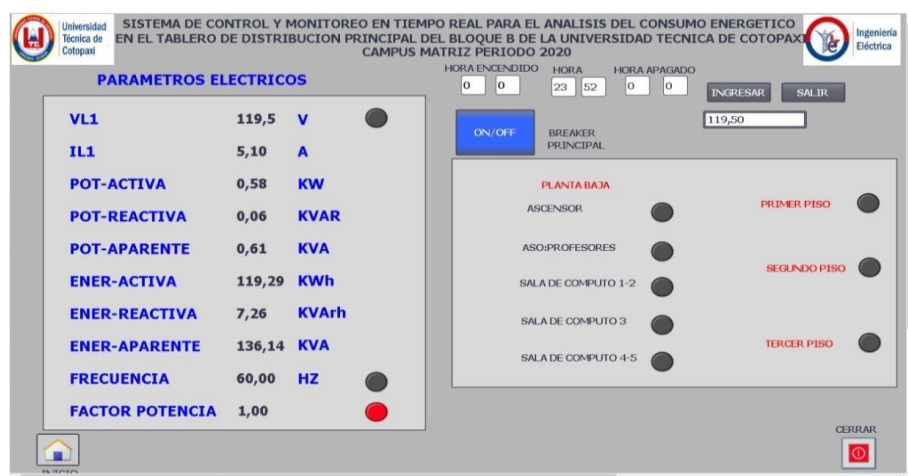 Universidad
Técnica de
Cotopaxi
SISTEMA DE CONTROL Y MONITOREO EN TIEMPO REAL PARA EL ANALISIS DEL CONSUMO ENERGETICO
EN EL TABLERO DE DISTRIBUCION PRINCIPAL DEL BLOQUE B DE LA UNIVERSIDAD TECNICA DE COTOPAXI
CAMPUS MATRIZ PERIODO 2020
Ingeniería
Eléctrica
PARAMETROS ELECTRICOS
VL1 119,5 V
IL1 5,10 A
POT-ACTIVA 0,58 KW
POT-REACTIVA 0,06 KVAR
POT-APARENTE 0,61 KVA
ENER-ACTIVA 119,29 KWh
ENER-REACTIVA 7,26 KVArh
ENER-APARENTE 136,14 KVA
FRECUENCIA 60,00 HZ
FACTOR POTENCIA 1,00
INICIO
HORA ENCENDIDO HORA HORA APAGADO
0 0 23 52 0 0
INGRESAR SALIR
119,50
ON/OFF
BREAKER
PRINCIPAL
PLANTA BAJA
ASCENSOR
ASO:PROFESORES
SALA DE COMPUTO 1-2
SALA DE COMPUTO 3
SALA DE COMPUTO 4-5
PRIMER PISO
SEGUNDO PISO
TERCER PISO
CERRAR